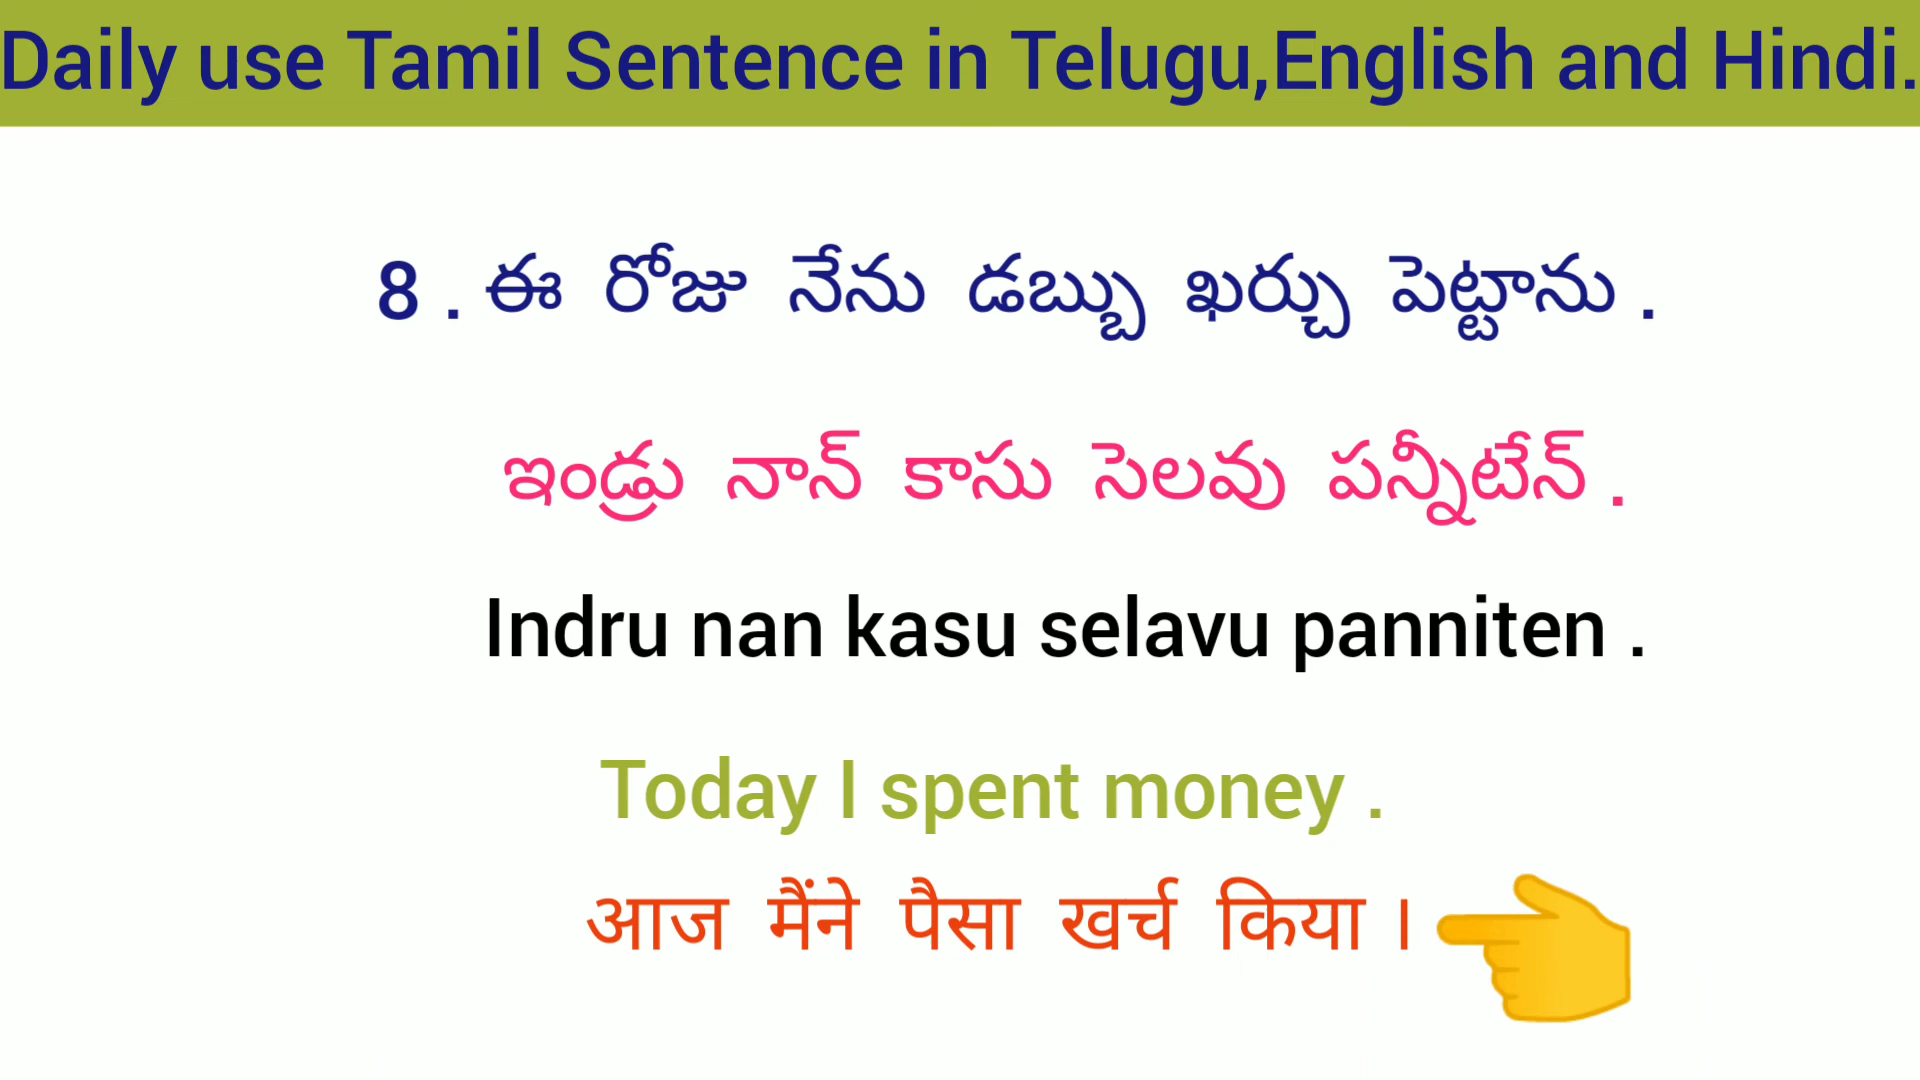 Daily use Tamil Sentence in Telugu,English and Hindi.
8 . ఈ రోజు నేను డబ్బు ఖర్చు పెట్టాను .
ఇండ్రు నాన్ కాసు సెలవు పన్నీటేన్ .
Indru nan kasu selavu panniten .
Today I spent money .
आज मैंने पैसा खर्च किया ।